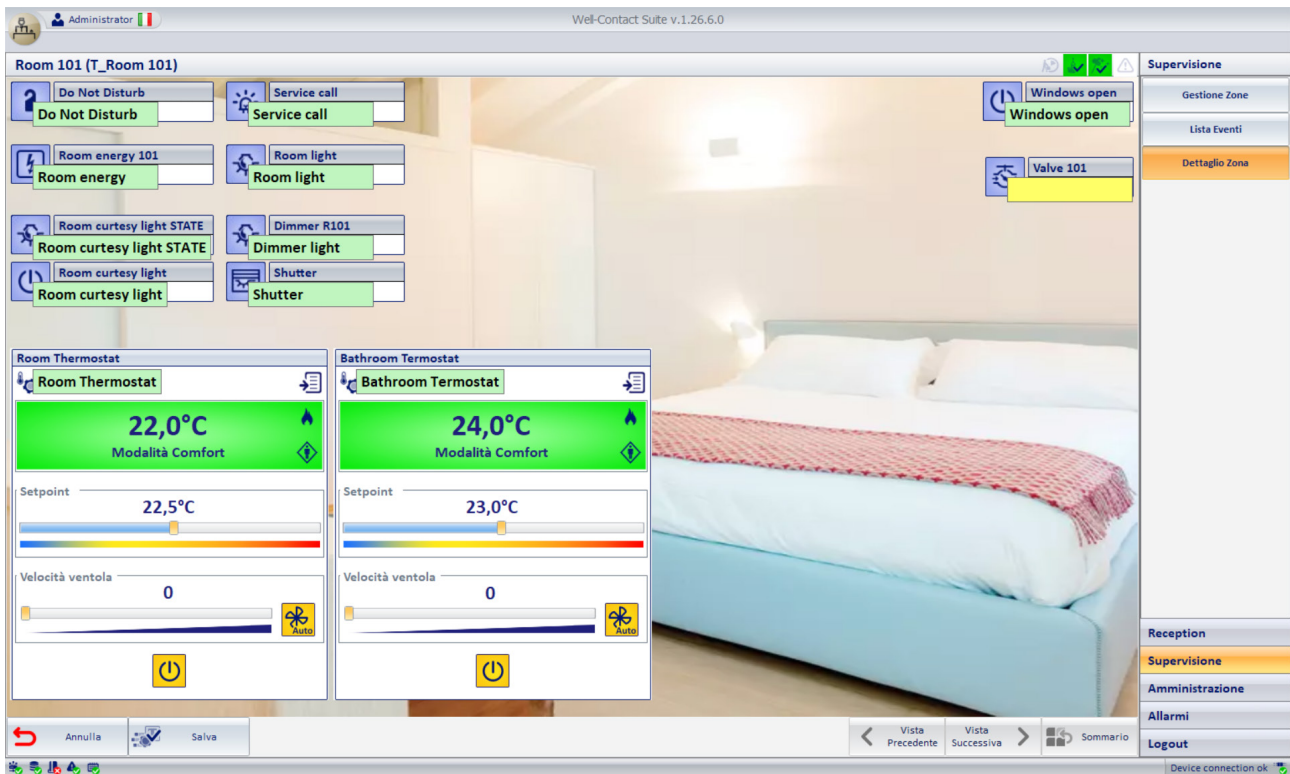 Administrator
Well-Contact Suite v.1.26.6.0
Room 101 (T_Room 101)
Supervisione
Do Not Disturb
Do Not Disturb
Service call
Service call
Windows open
Windows open
Gestione Zone
Lista Eventi
Dettaglio Zona
Room energy 101
Room energy
Room light
Room light
Valve 101
Room curtesy light STATE
Room curtesy light STATE
Dimmer R101
Dimmer light
Room curtesy light
Room curtesy light
Shutter
Shutter
Room Thermostat
Room Thermostat
22,0°C
Modalità Comfort
Setpoint
22,5°C
Velocità ventola
0
Auto
Bathroom Termostat
Bathroom Termostat
24,0°C
Modalità Comfort
Setpoint
23,0°C
Velocità ventola
0
Auto
Reception
Supervisione
Amministrazione
Allarmi
Logout
Annulla
Salva
Vista
Precedente
Vista
Successiva
Sommario
Device connection ok